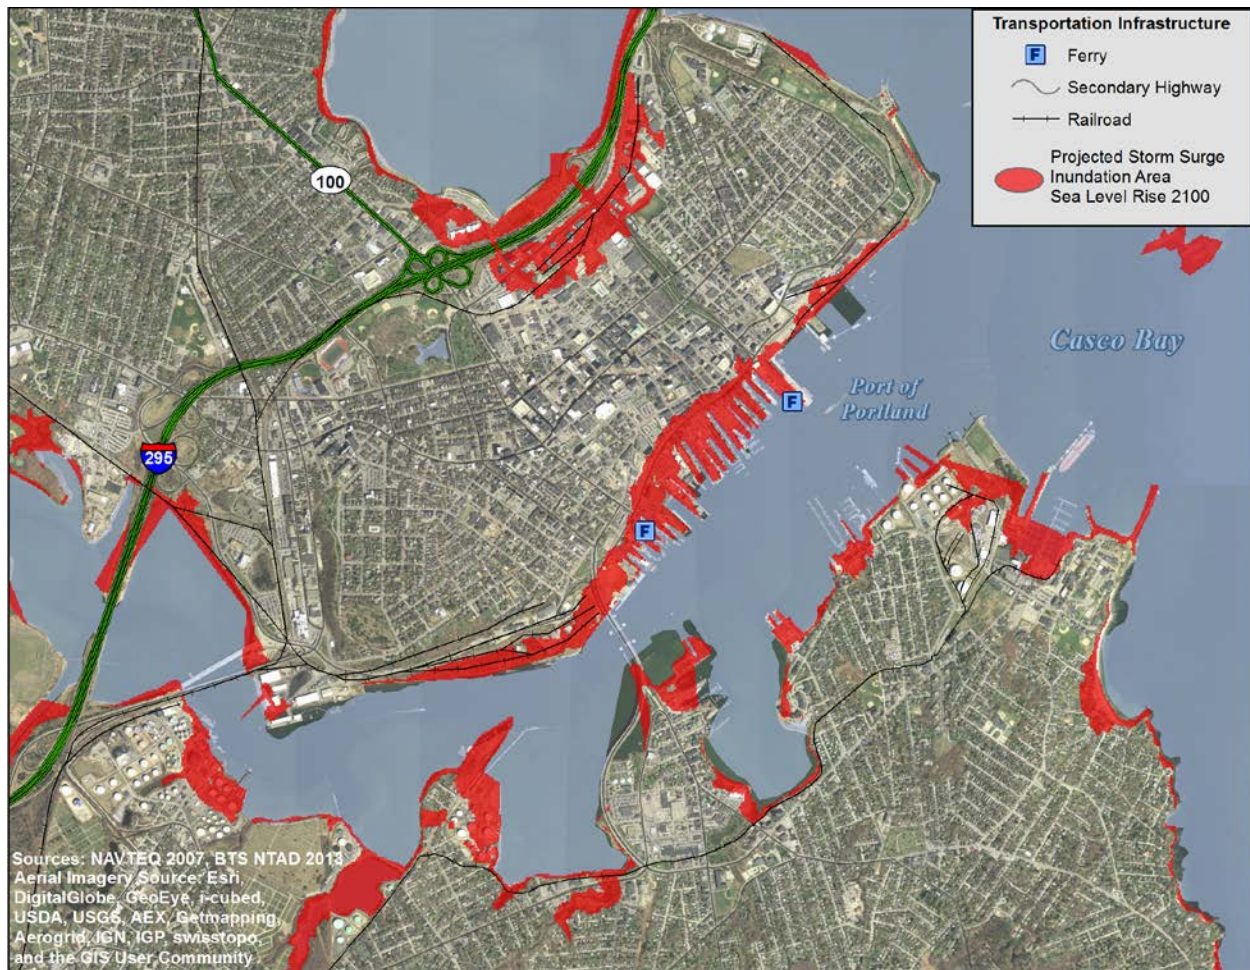 Transportation Infrastructure
F Ferry
Secondary Highway
Railroad
Projected Storm Surge
Inundation Area
Sea Level Rise 2100
100
295
Casco Bay
Port of
Portland
F
F
Sources: NAVTEQ 2007, BTS NTAD 2013
Aerial Imagery Source: Esri,
DigitalGlobe, GeoEye, i-cubed,
USDA, USGS, AEX, Getmapping,
Aerogrid, IGN, IGP, swisstopo,
and the GIS User Community